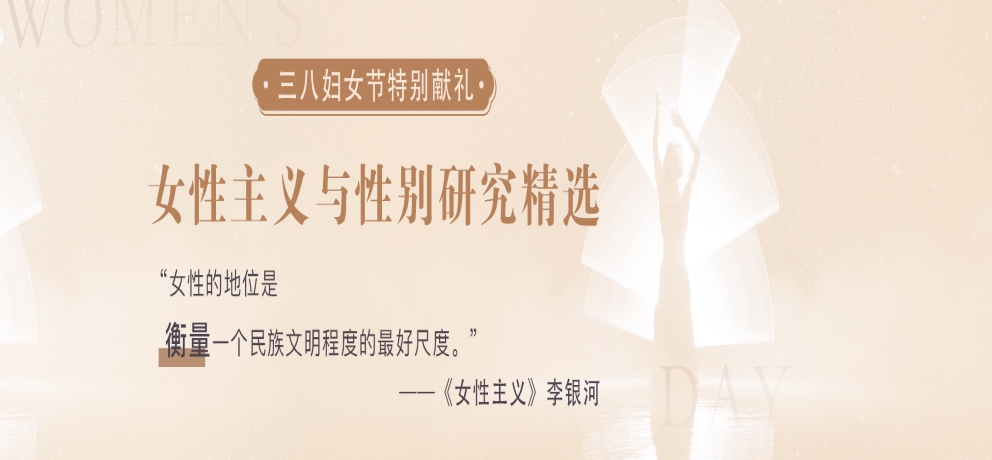 WOMEN'S
·三八妇女节特别献礼·
女性主义与性别研究精选
“女性的地位是
衡量一个民族文明程度的最好尺度。”
——《女性主义》李银河
DAY